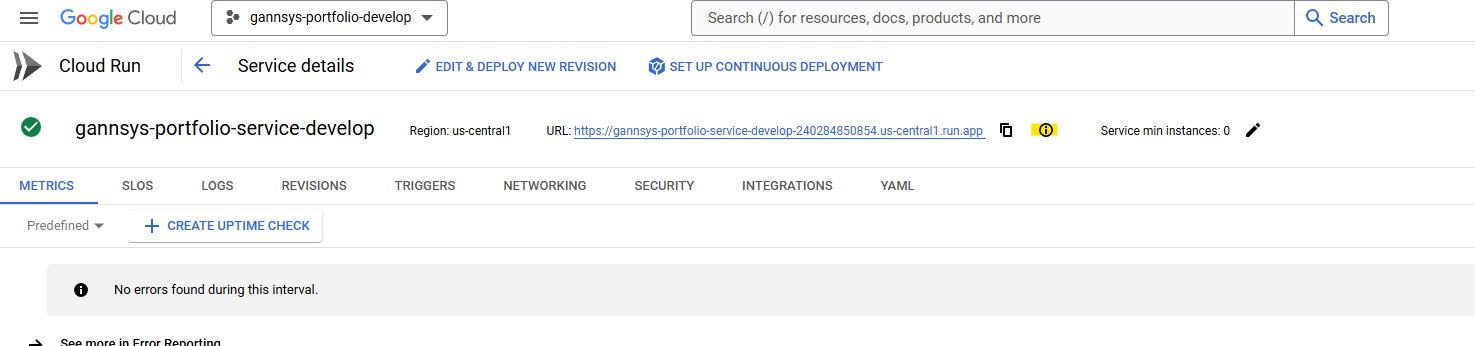 Google Cloud
gannsys-portfolio-develop
Search (/) for resources, docs, products, and more
Search
Cloud Run
Service details
EDIT & DEPLOY NEW REVISION
SET UP CONTINUOUS DEPLOYMENT
gannsys-portfolio-service-develop
Region: us-central1
URL: https://gannsys-portfolio-service-develop-240284850854.us-central1.run.app
Service min instances: 0
METRICS
SLOS
LOGS
REVISIONS
TRIGGERS
NETWORKING
SECURITY
INTEGRATIONS
YAML
Predefined
CREATE UPTIME CHECK
No errors found during this interval.
See more in Error Reporting